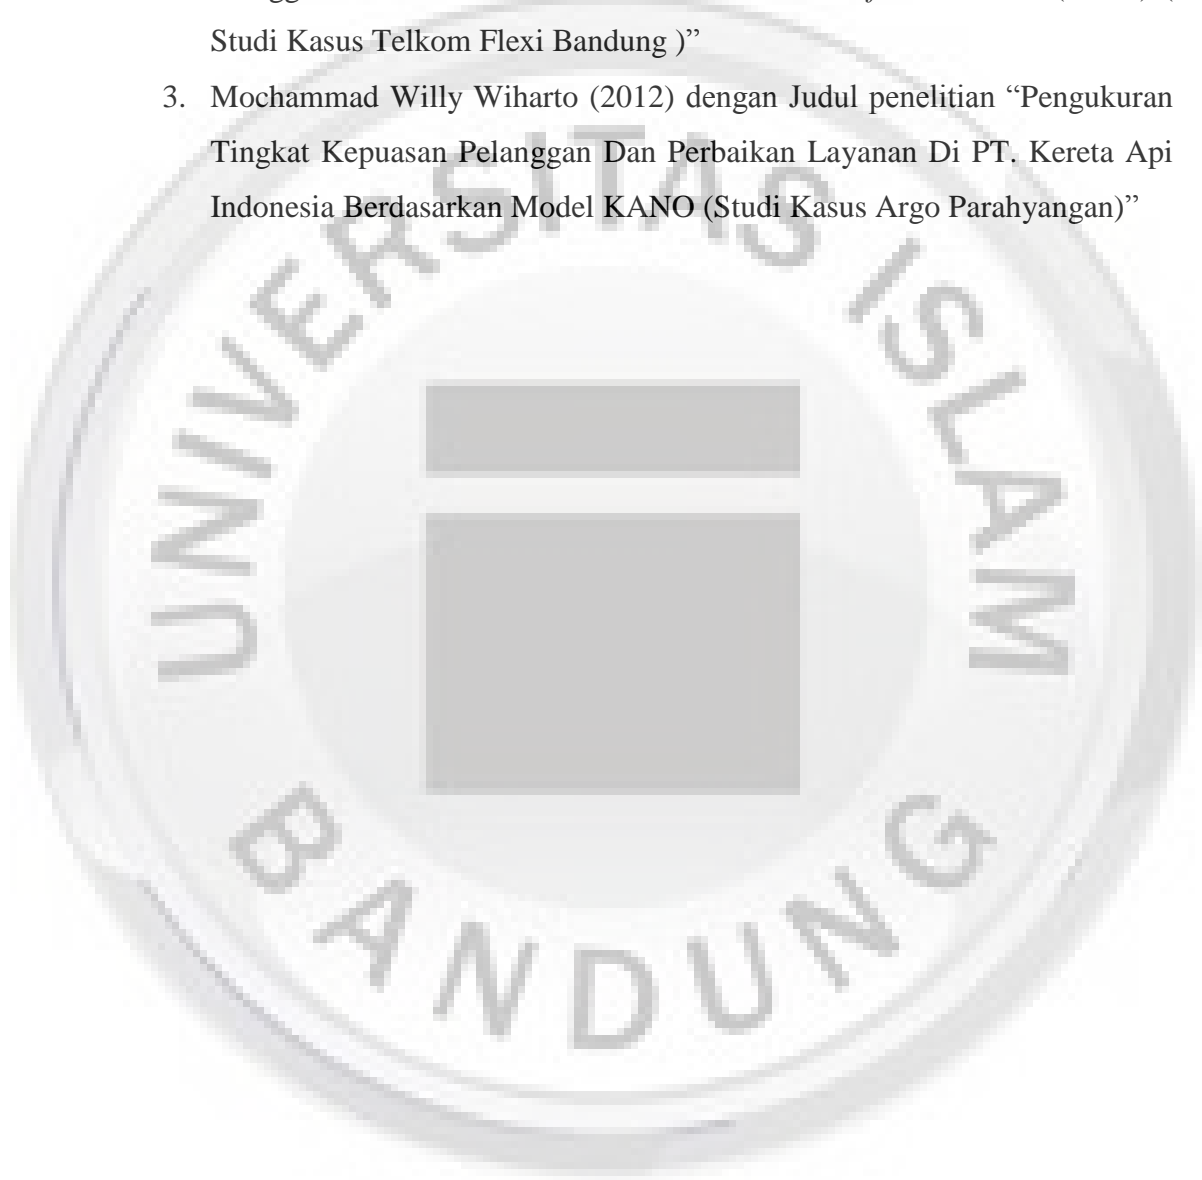 Studi Kasus Telkom Flexi Bandung )”
3. Mochammad Willy Wiharto (2012) dengan Judul penelitian “Pengukuran
Tingkat Kepuasan Pelanggan Dan Perbaikan Layanan Di PT. Kereta Api
Indonesia Berdasarkan Model KANO (Studi Kasus Argo Parahyangan)”
UNIVERSITAS ISLAM
BANDUNG